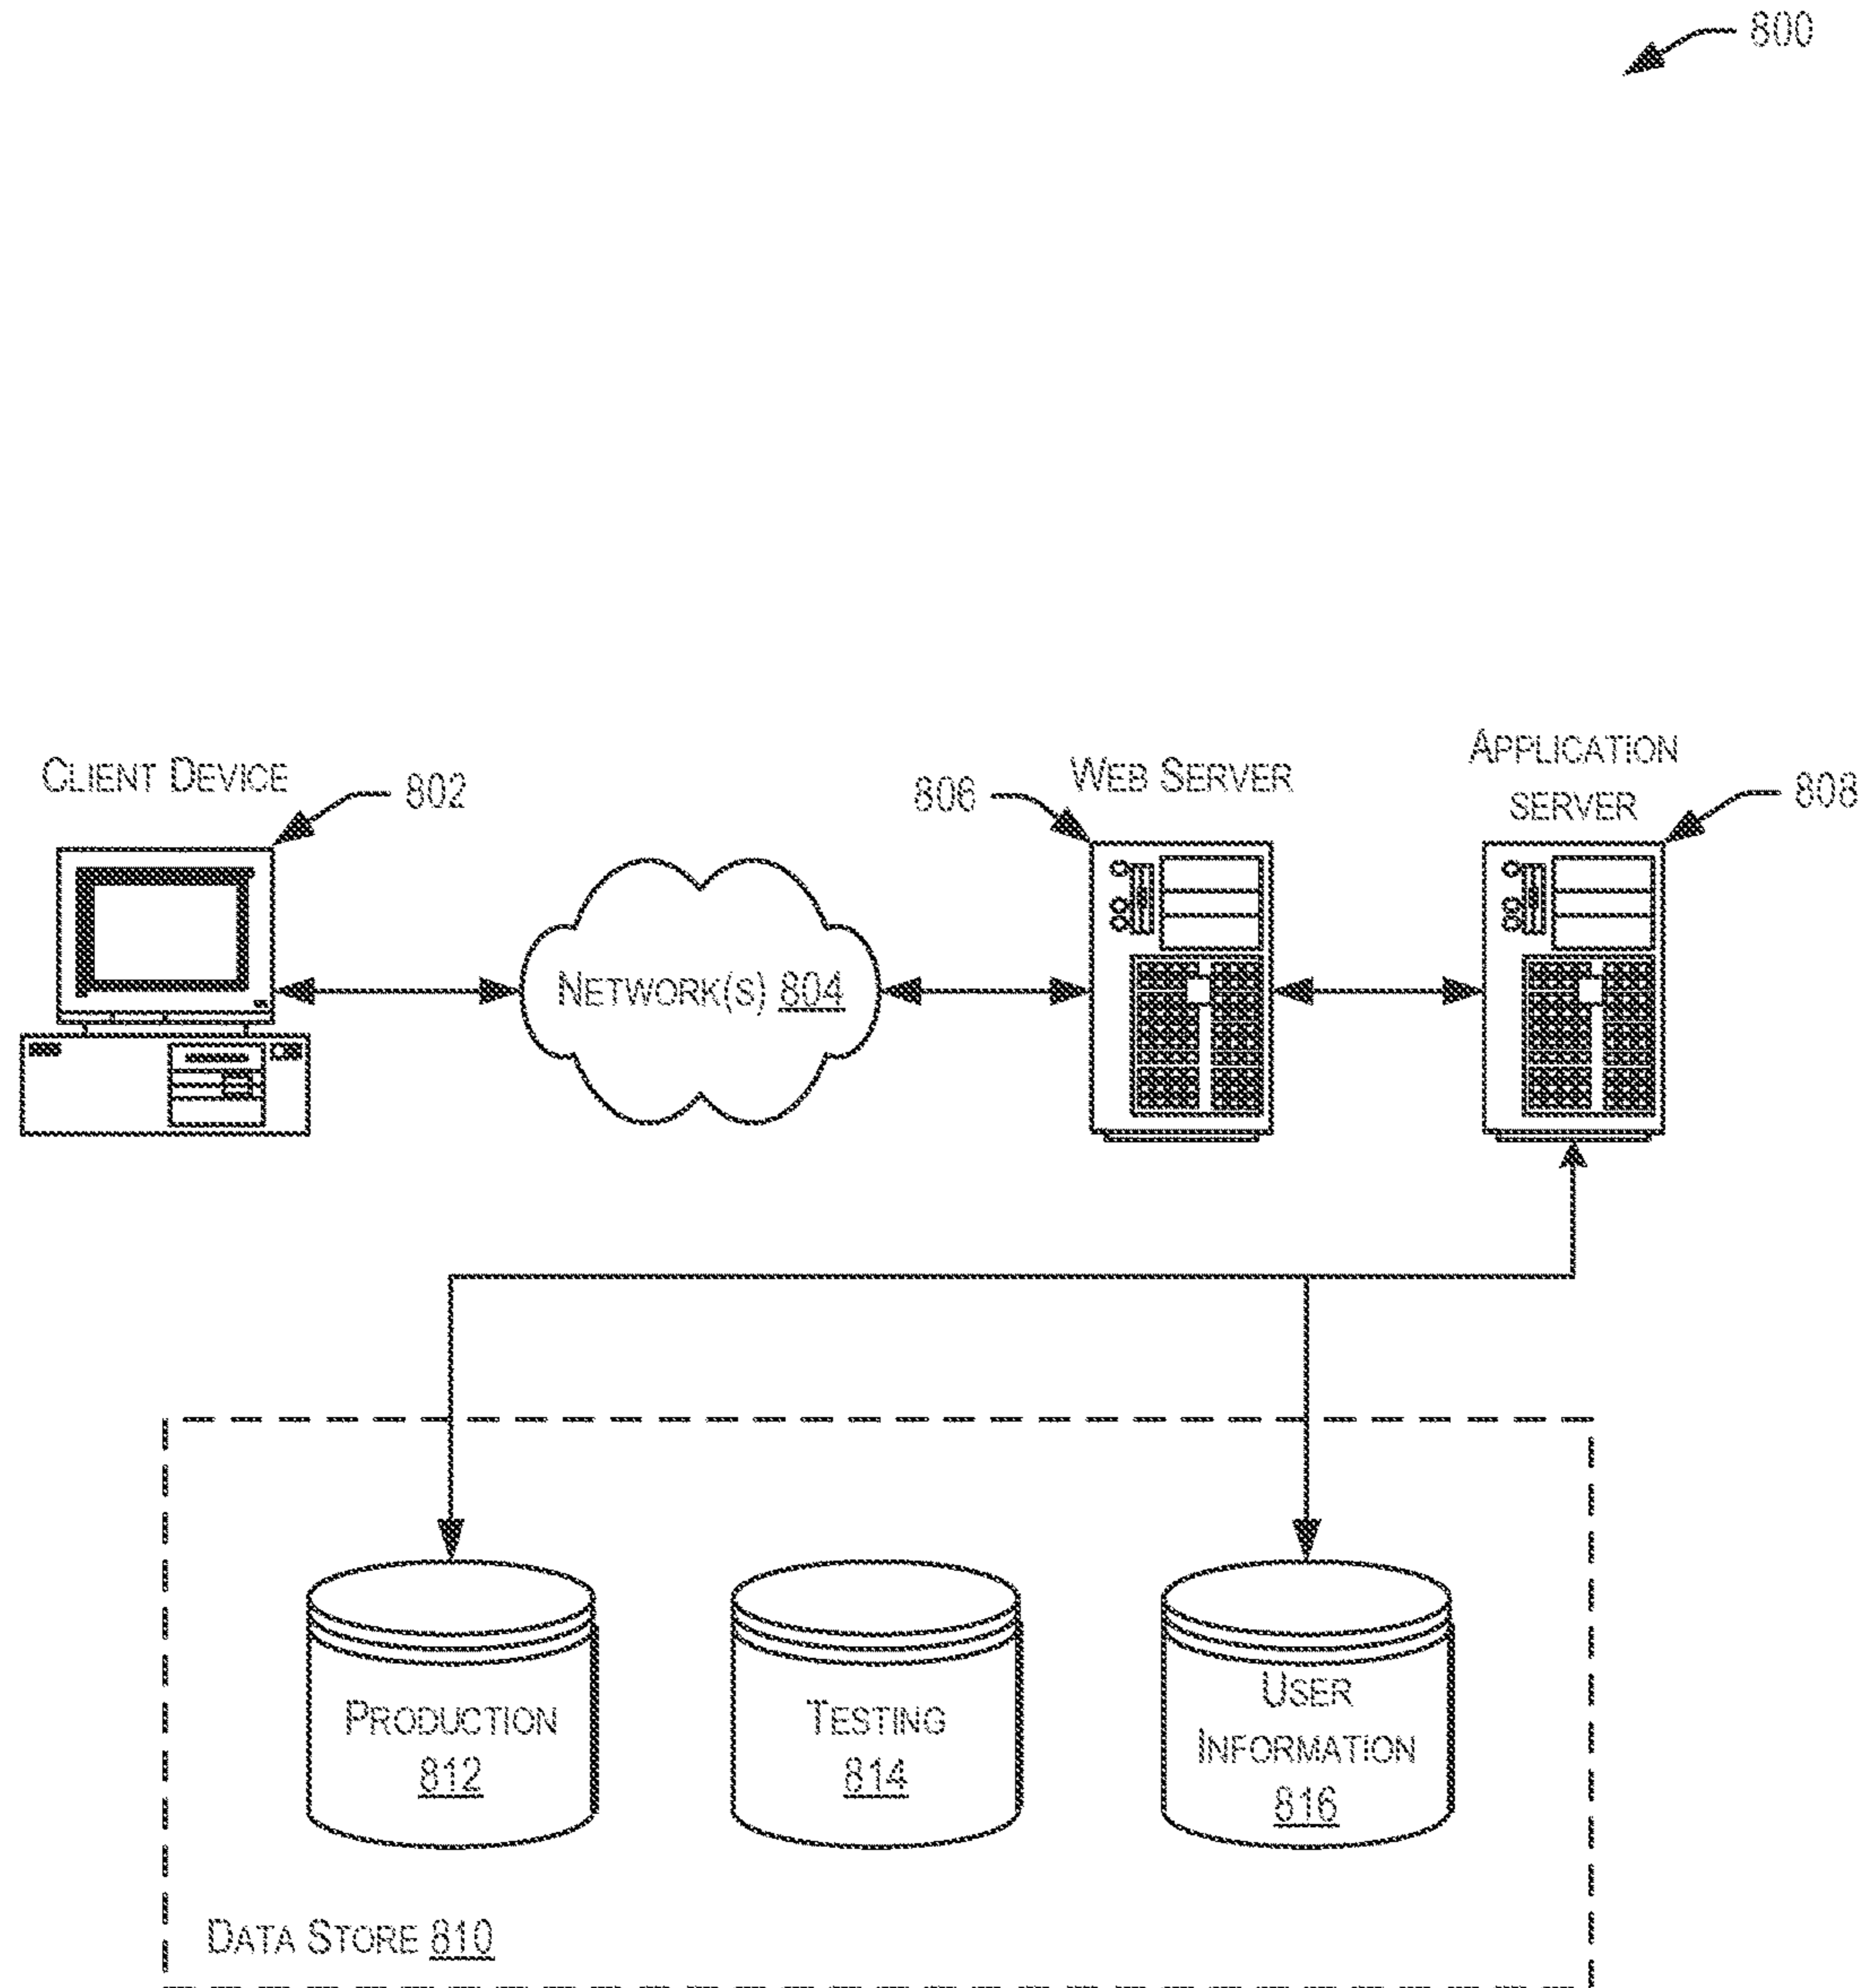 800
CLIENT DEVICE
802
806
WEB SERVER
APPLICATION
SERVER
808
NETWORK(S) 804
PRODUCTION
812
TESTING
814
USER
INFORMATION
816
DATA STORE 810